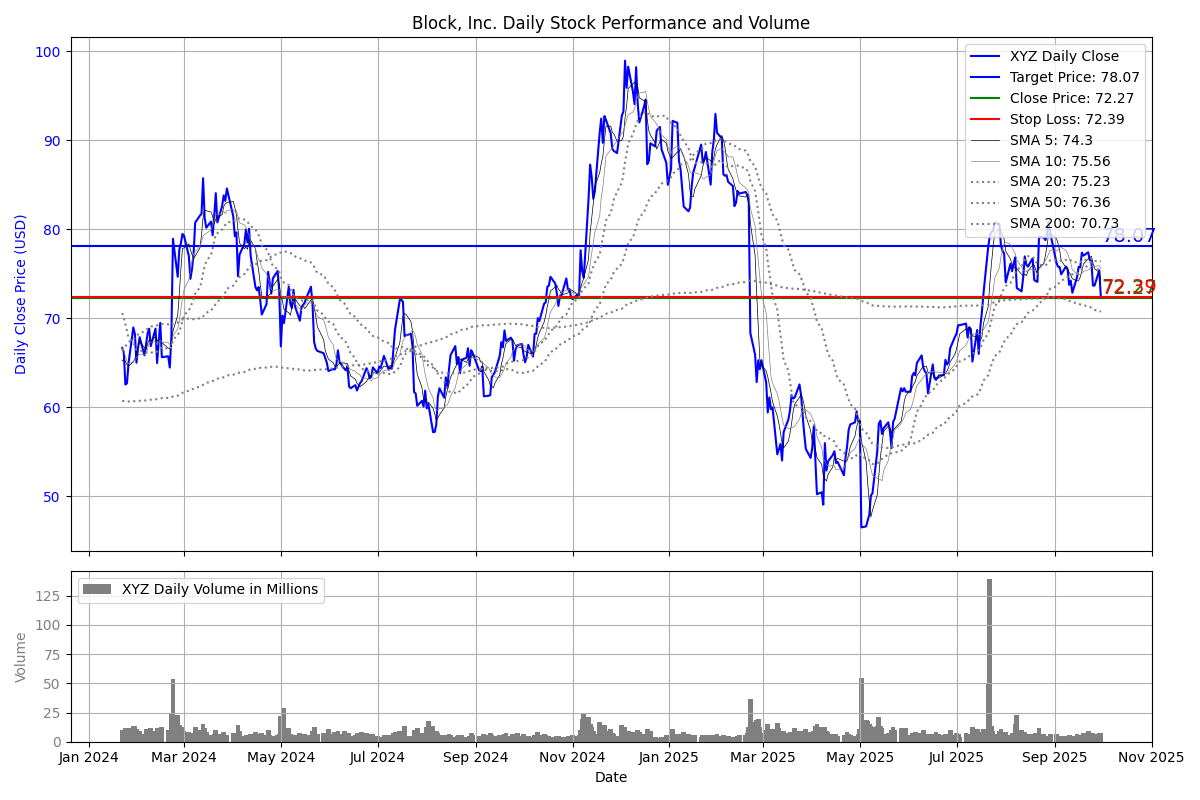 Block, Inc. Daily Stock Performance and Volume
Daily Close Price (USD)
100
90
80
70
60
50
XYZ Daily Close
Target Price: 78.07
Close Price: 72.27
Stop Loss: 72.39
SMA 5: 74.3
SMA 10: 75.56
SMA 20: 75.23
SMA 50: 76.36
SMA 200: 70.73
78.07
72.39
Volume
125
100
75
50
25
0
XYZ Daily Volume in Millions
Jan 2024 Mar 2024 May 2024 Jul 2024 Sep 2024 Nov 2024 Jan 2025 Mar 2025 May 2025 Jul 2025 Sep 2025 Nov 2025
Date